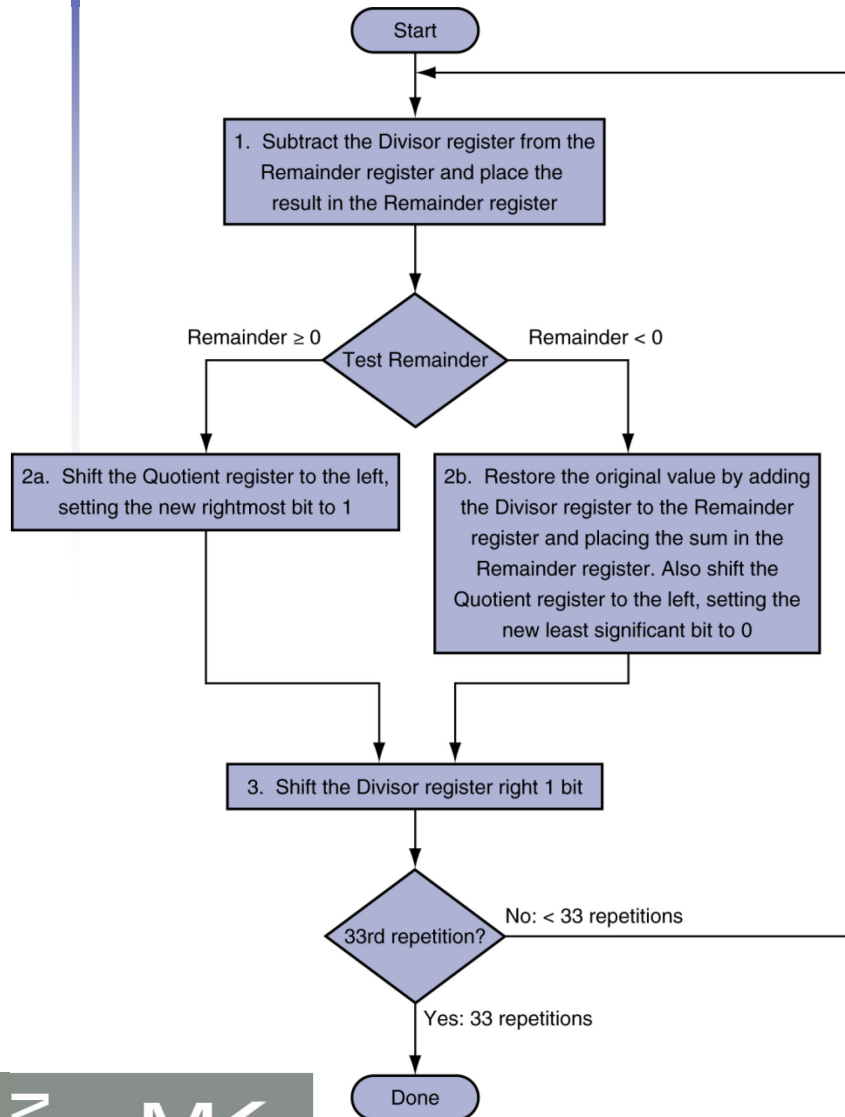 Start
1. Subtract the Divisor register from the
Remainder register and place the
result in the Remainder register
Remainder ≥ 0
Test Remainder
Remainder < 0
2a. Shift the Quotient register to the left,
setting the new rightmost bit to 1
2b. Restore the original value by adding
the Divisor register to the Remainder
register and placing the sum in the
Remainder register. Also shift the
Quotient register to the left, setting the
new least significant bit to 0
3. Shift the Divisor register right 1 bit
33rd repetition?
No: < 33 repetitions
Yes: 33 repetitions
Done